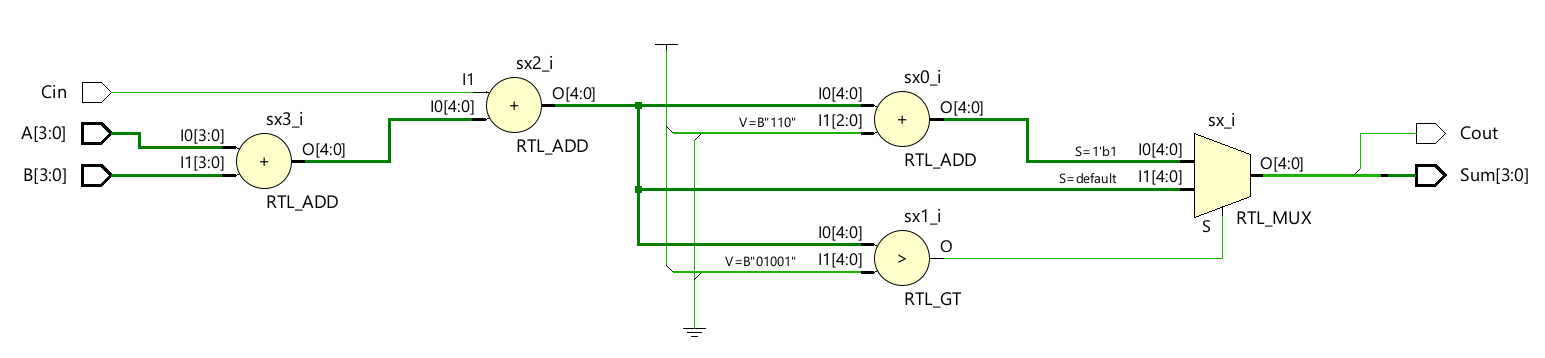 sx2_i
sx0_i
I1
Cin
O[4:0]
I0[4:0]
O[4:0]
I0[4:0]
+
sx3_i
V=B"110"
I1[2:0]
+
sx_i
A[3:0]
I0[3:0]
RTL_ADD
RTL_ADD
Cout
O[4:0]
S=1'b1
I0[4:0]
I1[3:0]
+
O[4:0]
B[3:0]
S=default
I1[4:0]
Sum[3:0]
RTL_ADD
sx1_i
RTL_MUX
I0[4:0]
O
S
V=B"01001"
I1[4:0]
>
RTL_GT